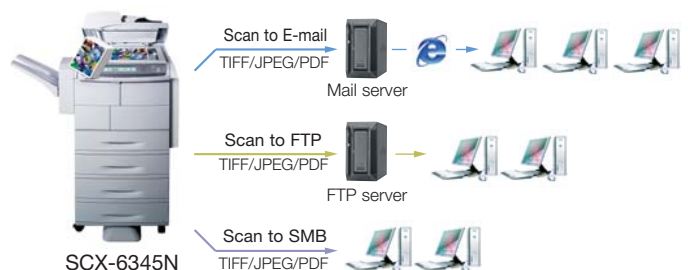 Scan to E-mail
TIFF/JPEG/PDF
Mail server
Scan to FTP
TIFF/JPEG/PDF
FTP server
Scan to SMB
TIFF/JPEG/PDF
SCX-6345N